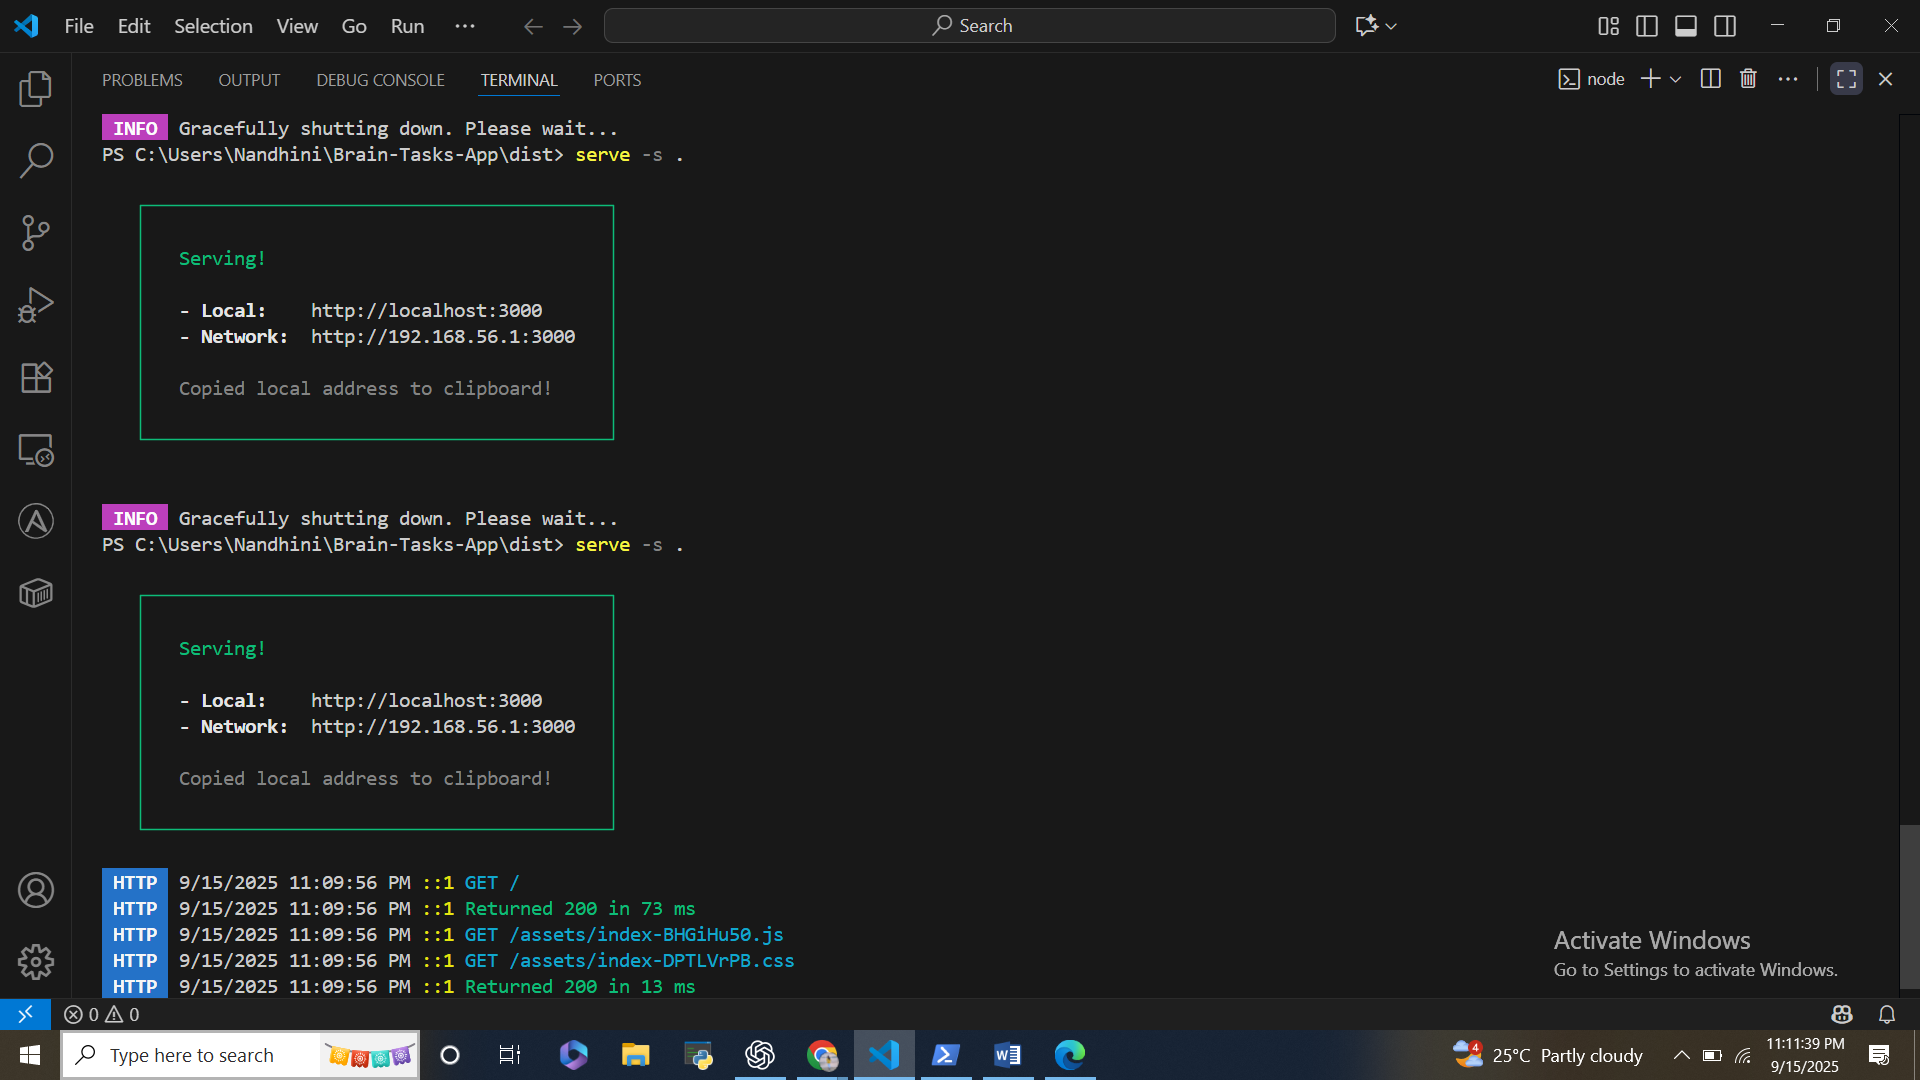 File Edit Selection View Go Run ··· Search
PROBLEMS OUTPUT DEBUG CONSOLE TERMINAL PORTS node
INFO Gracefully shutting down. Please wait...
PS C:\Users\Nandhini\Brain-Tasks-App\dist> serve -s .
Serving!
- Local: http://localhost:3000
- Network: http://192.168.56.1:3000
Copied local address to clipboard!
INFO Gracefully shutting down. Please wait...
PS C:\Users\Nandhini\Brain-Tasks-App\dist> serve -s .
Serving!
- Local: http://localhost:3000
- Network: http://192.168.56.1:3000
Copied local address to clipboard!
HTTP 9/15/2025 11:09:56 PM ::1 GET /
HTTP 9/15/2025 11:09:56 PM ::1 Returned 200 in 73 ms
HTTP 9/15/2025 11:09:56 PM ::1 GET /assets/index-BHGiHu50.js
HTTP 9/15/2025 11:09:56 PM ::1 GET /assets/index-DPTLVrPB.css
HTTP 9/15/2025 11:09:56 PM ::1 Returned 200 in 13 ms
Activate Windows
Go to Settings to activate Windows.
0 0
Type here to search
4 25°C Partly cloudy
11:11:39 PM
9/15/2025